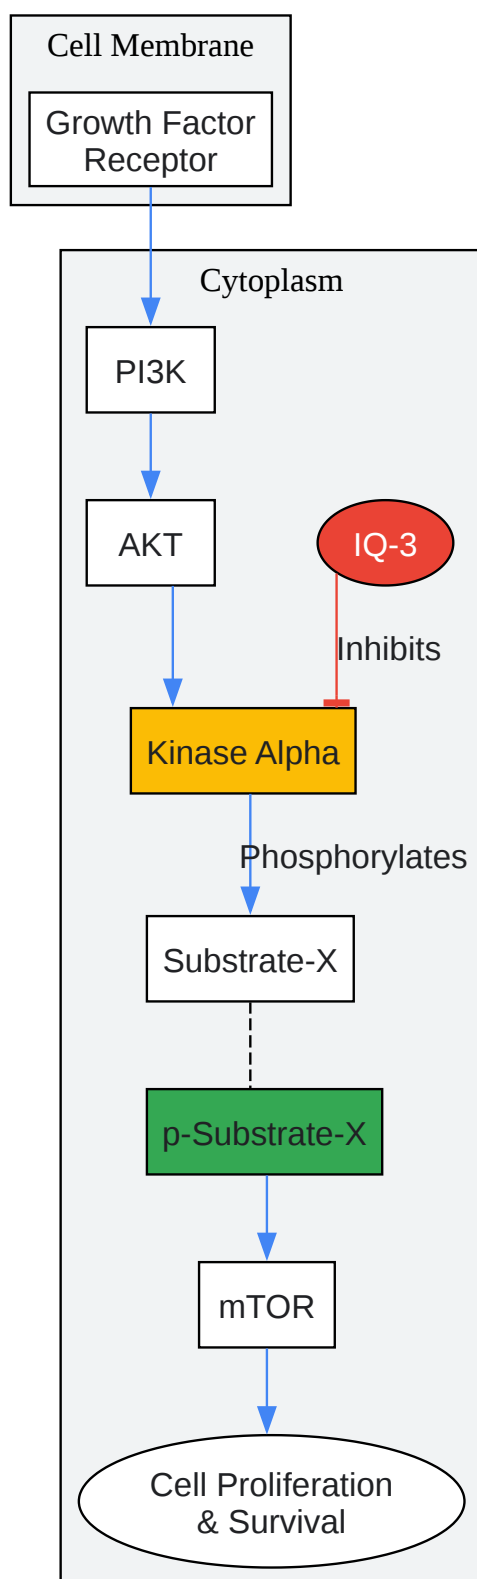 Cell Membrane
Growth Factor
Receptor
Cytoplasm
PI3K
AKT
IQ-3
Inhibits
Kinase Alpha
Phosphorylates
Substrate-X
p-Substrate-X
mTOR
Cell Proliferation
& Survival